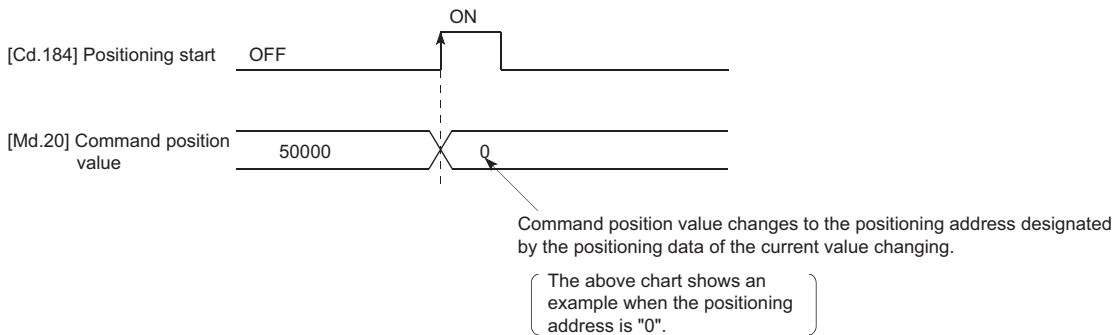 ON
[Cd.184] Positioning start OFF
[Md.20] Command position
value
50000
0
Command position value changes to the positioning address designated
by the positioning data of the current value changing.
The above chart shows an
example when the positioning
address is "0".